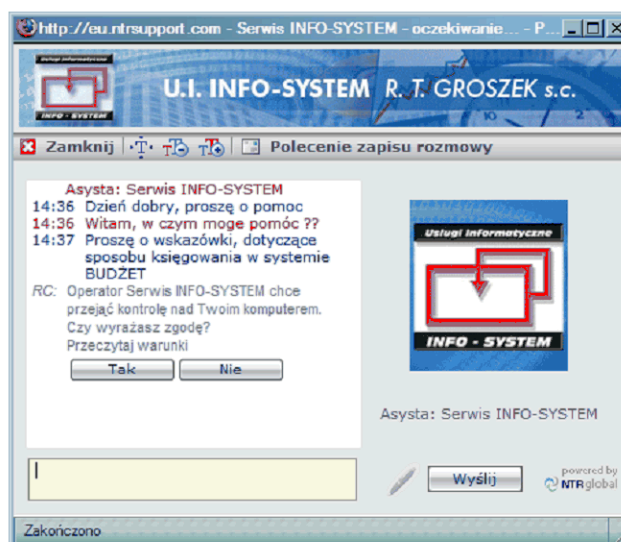 http://eu.ntrsupport.com - Serwis INFO-SYSTEM - oczekiwanie... - P...
Usługi Informatyczne
INFO - SYSTEM
U.I. INFO-SYSTEM R. T. GROSZEK s.c.
Zamknij T T T Polecenie zapisu rozmowy
Asysta: Serwis INFO-SYSTEM
14:36 Dzień dobry, proszę o pomoc
14:36 Witam, w czym moge pomóc ??
14:37 Proszę o wskazówki, dotyczące
sposobu księgowania w systemie
BUDŻET
RC: Operator Serwis INFO-SYSTEM chce
przejąć kontrolę nad Twoim komputerem.
Czy wyrażasz zgodę?
Przeczytaj warunki
Tak Nie
Usługi Informatyczne
INFO - SYSTEM
Asysta: Serwis INFO-SYSTEM
Wyślij
powered by
NTRglobal
Zakończono